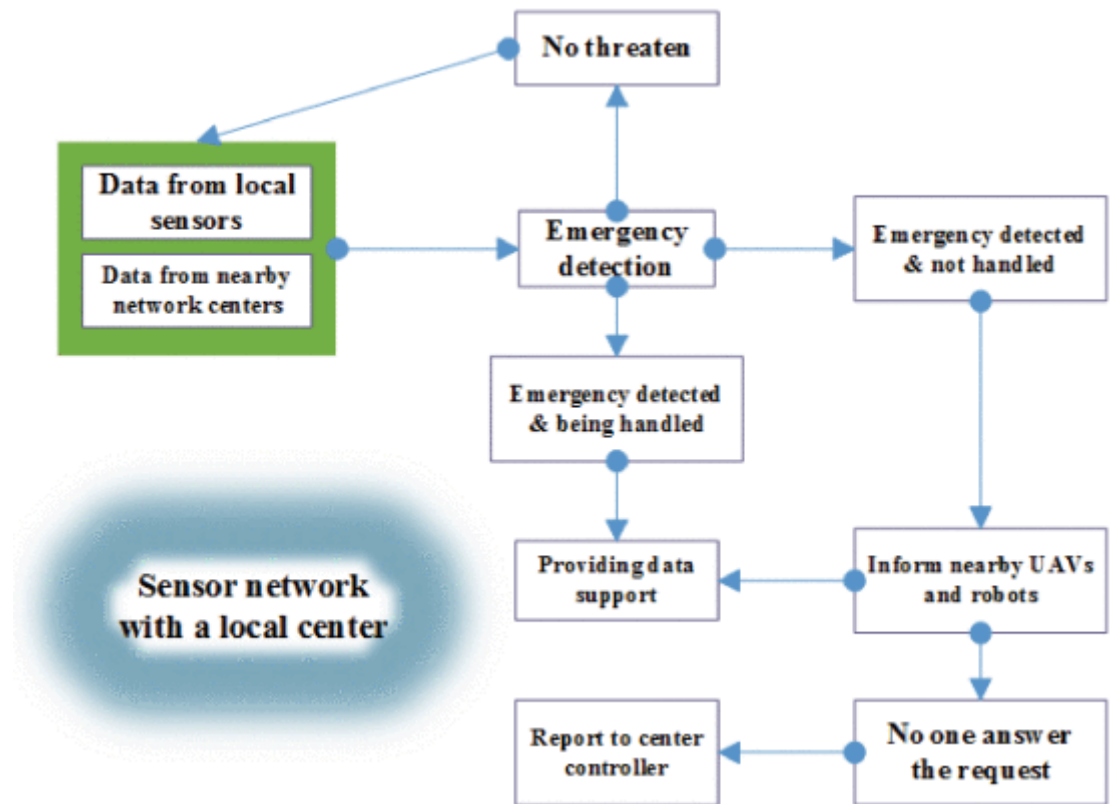 No threaten
Data from local
sensors
Data from nearby
network centers
Emergency
detection
Emergency detected
& not handled
Emergency detected
& being handled
Providing data
support
Inform nearby UAVs
and robots
Sensor network
with a local center
Report to center
controller
No one answer
the request